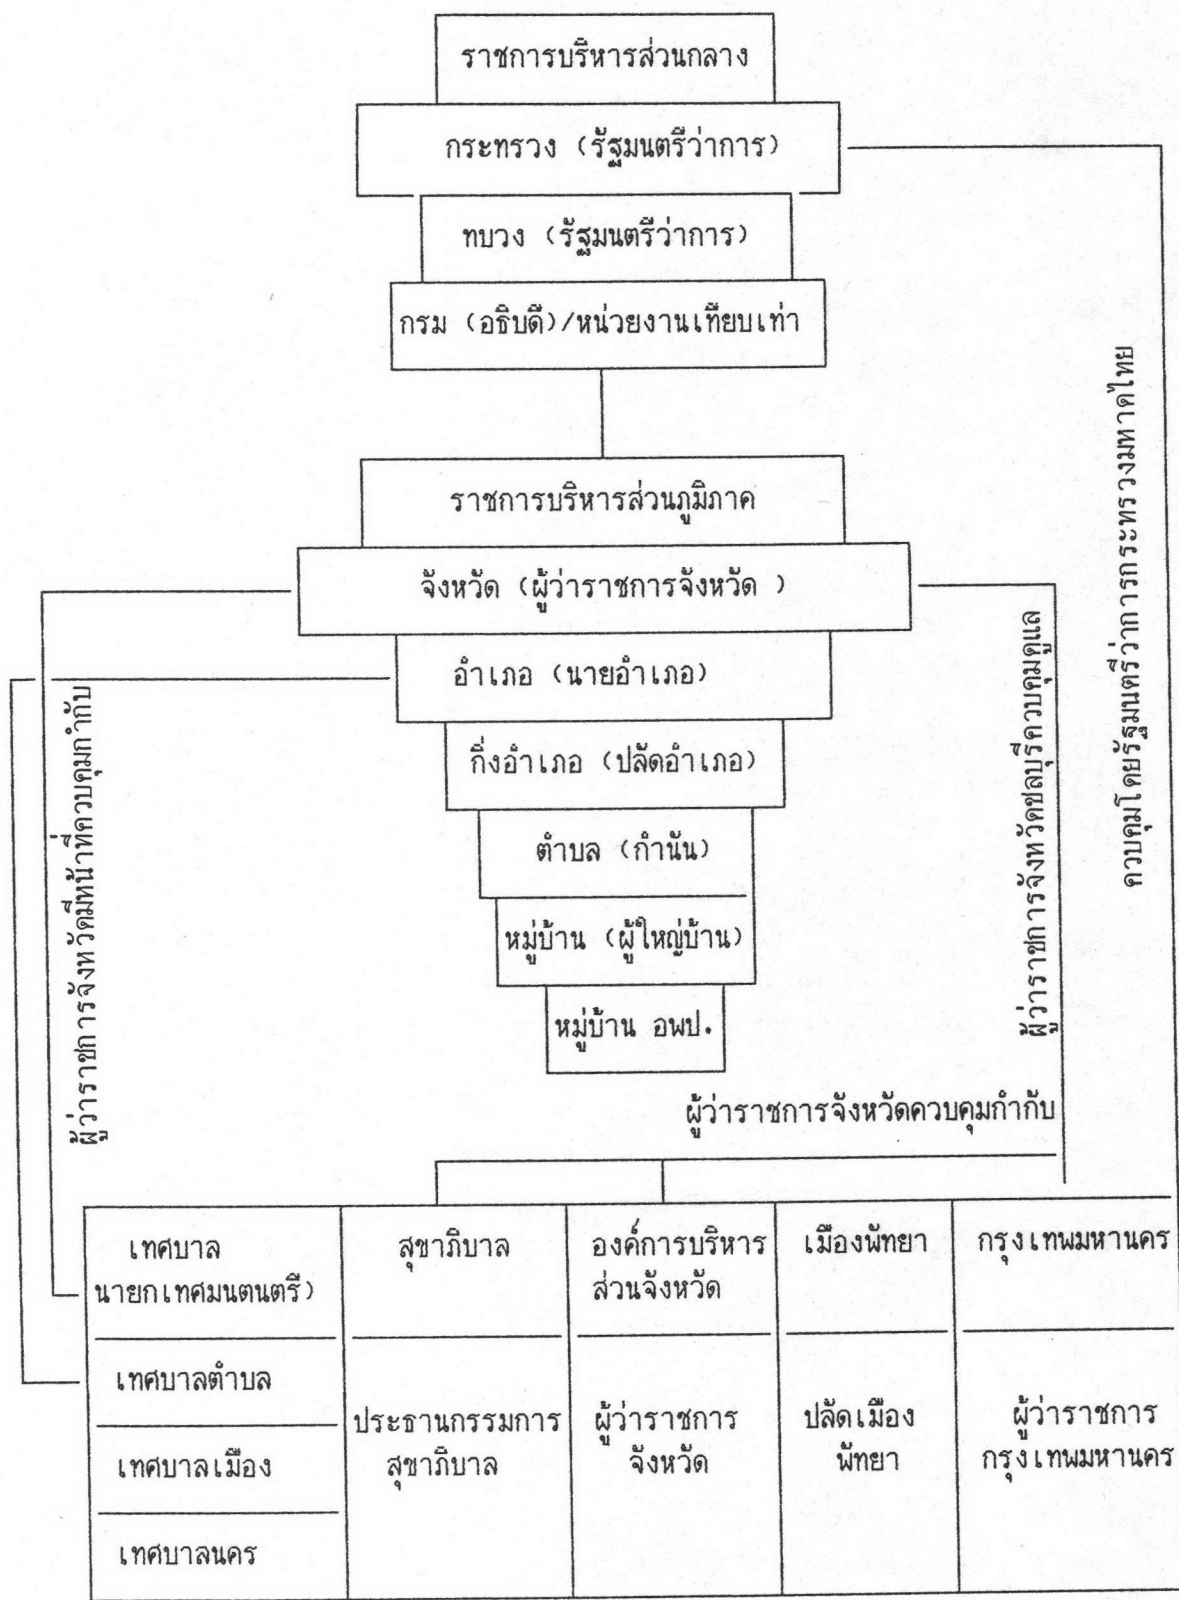 ราชการบริหารส่วนกลาง
กระทรวง (รัฐมนตรีว่าการ)
ทบวง (รัฐมนตรีว่าการ)
กรม (อธิบดี)/หน่วยงานเทียบเท่า
ราชการบริหารส่วนภูมิภาค
จังหวัด (ผู้ว่าราชการจังหวัด )
อำเภอ (นายอำเภอ)
กิ่งอำเภอ (ปลัดอำเภอ)
ตำบล (กำนัน)
หมู่บ้าน (ผู้ใหญ่บ้าน)
หมู่บ้าน อพป.
ผู้ว่าราชการจังหวัดมีหน้าที่ควบคุมกำกับ
ผู้ว่าราชการจังหวัดชลบุรีควบคุมดูแล
ควบคุมโดยรัฐมนตรีว่าการกระทรวงมหาดไทย
ผู้ว่าราชการจังหวัดควบคุมกำกับ
เทศบาล
นายกเทศมนตนตรี)
เทศบาลตำบล
เทศบาลเมือง
เทศบาลนคร
สุขาภิบาล
ประธานกรรมการ
สุขาภิบาล
องค์การบริหาร
ส่วนจังหวัด
ผู้ว่าราชการ
จังหวัด
เมืองพัทยา
ปลัดเมือง
พัทยา
กรุงเทพมหานคร
ผู้ว่าราชการ
กรุงเทพมหานคร